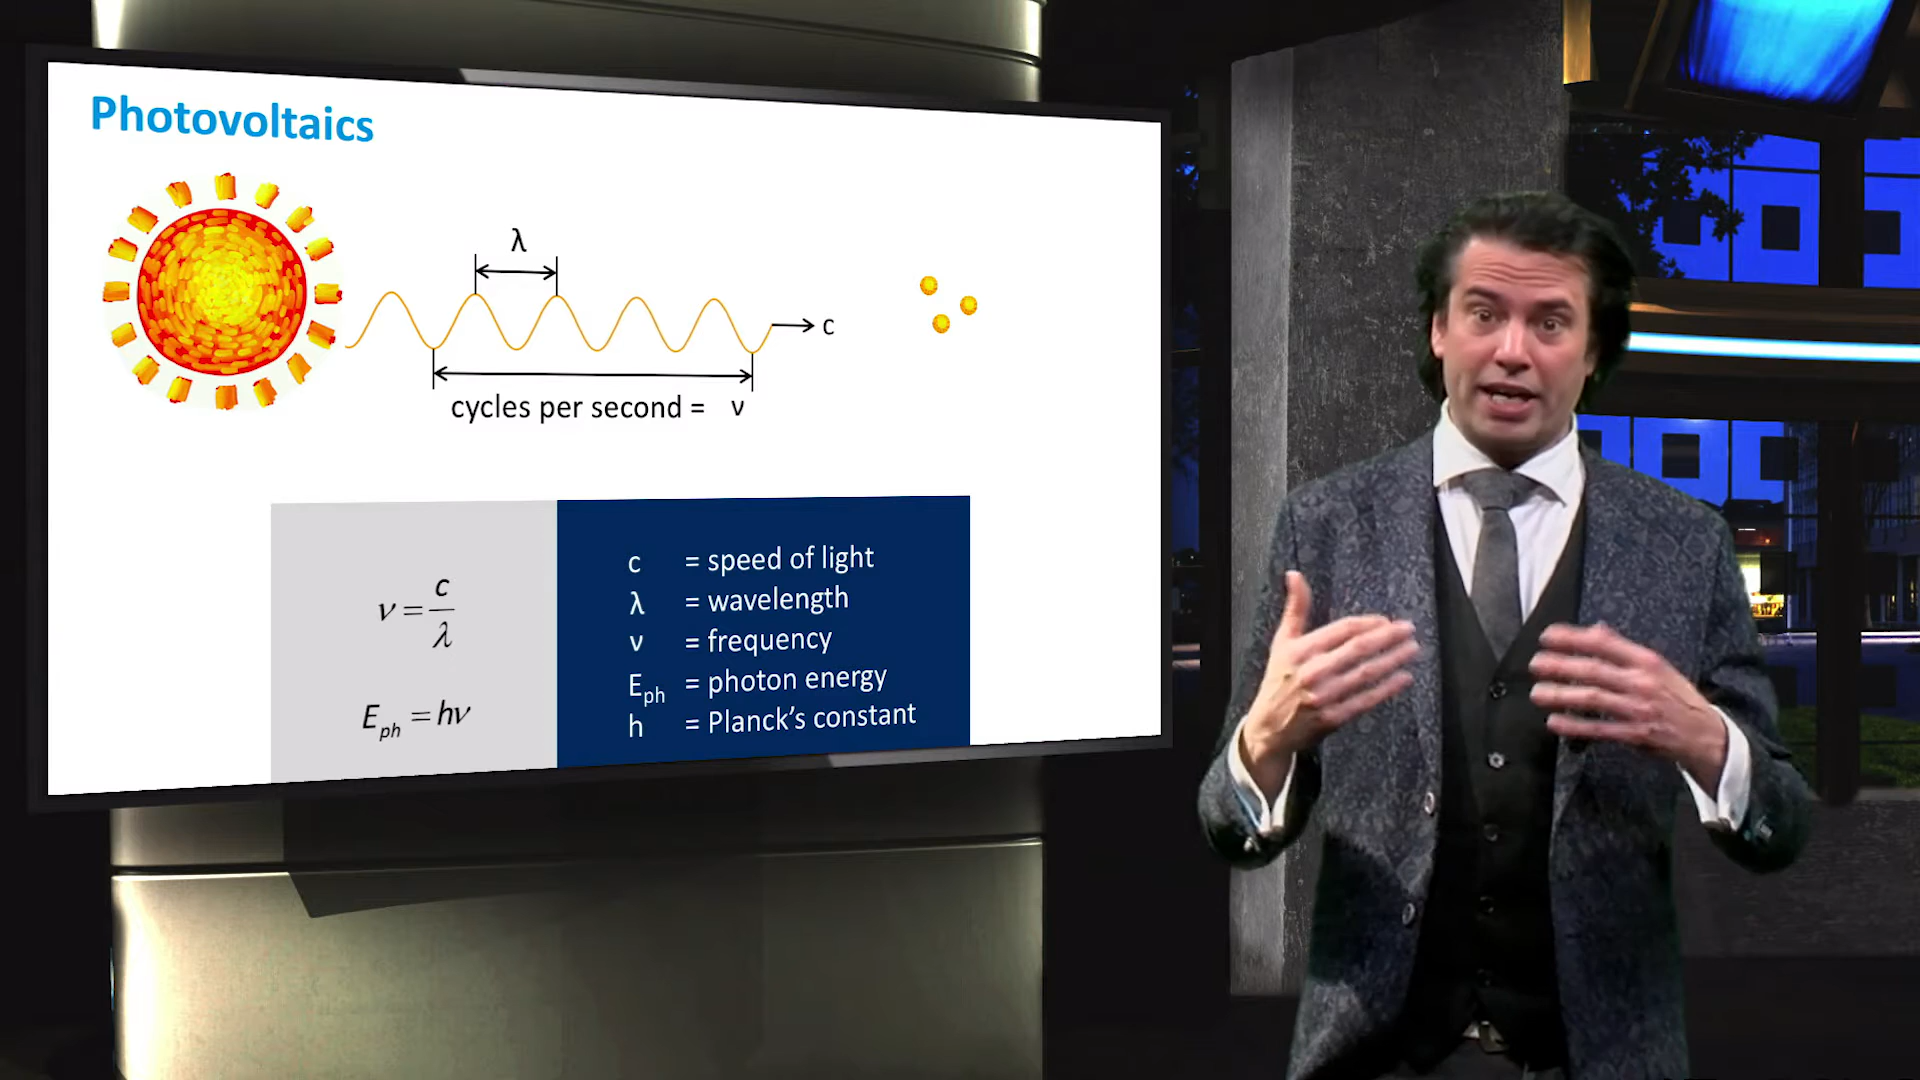 Photovoltaics
λ
c
cycles per second = ν
ν = c/λ
E_ph = hν
c = speed of light
λ = wavelength
ν = frequency
E_ph = photon energy
h = Planck's constant